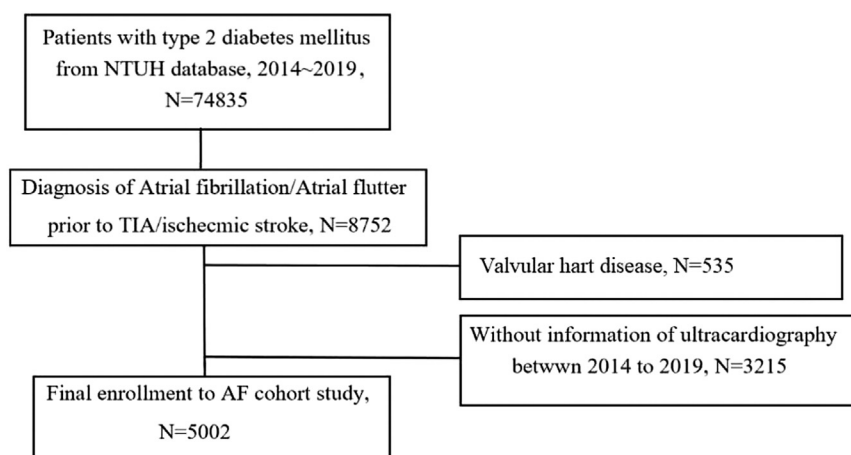 Patients with type 2 diabetes mellitus
from NTUH database, 2014~2019,
N=74835
Diagnosis of Atrial fibrillation/Atrial flutter
prior to TIA/ischecmic stroke, N=8752
Valvular hart disease, N=535
Without information of ultracardiography
betwwn 2014 to 2019, N=3215
Final enrollment to AF cohort study,
N=5002